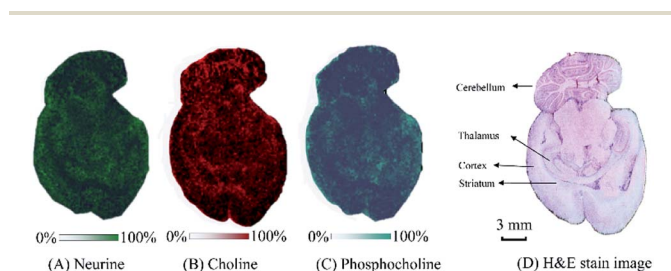 Cerebellum
Thalamus
Cortex
Striatum
0% 100%
0% 100%
0% 100%
3 mm
(A) Neurine
(B) Choline
(C) Phosphocholine
(D) H&E stain image